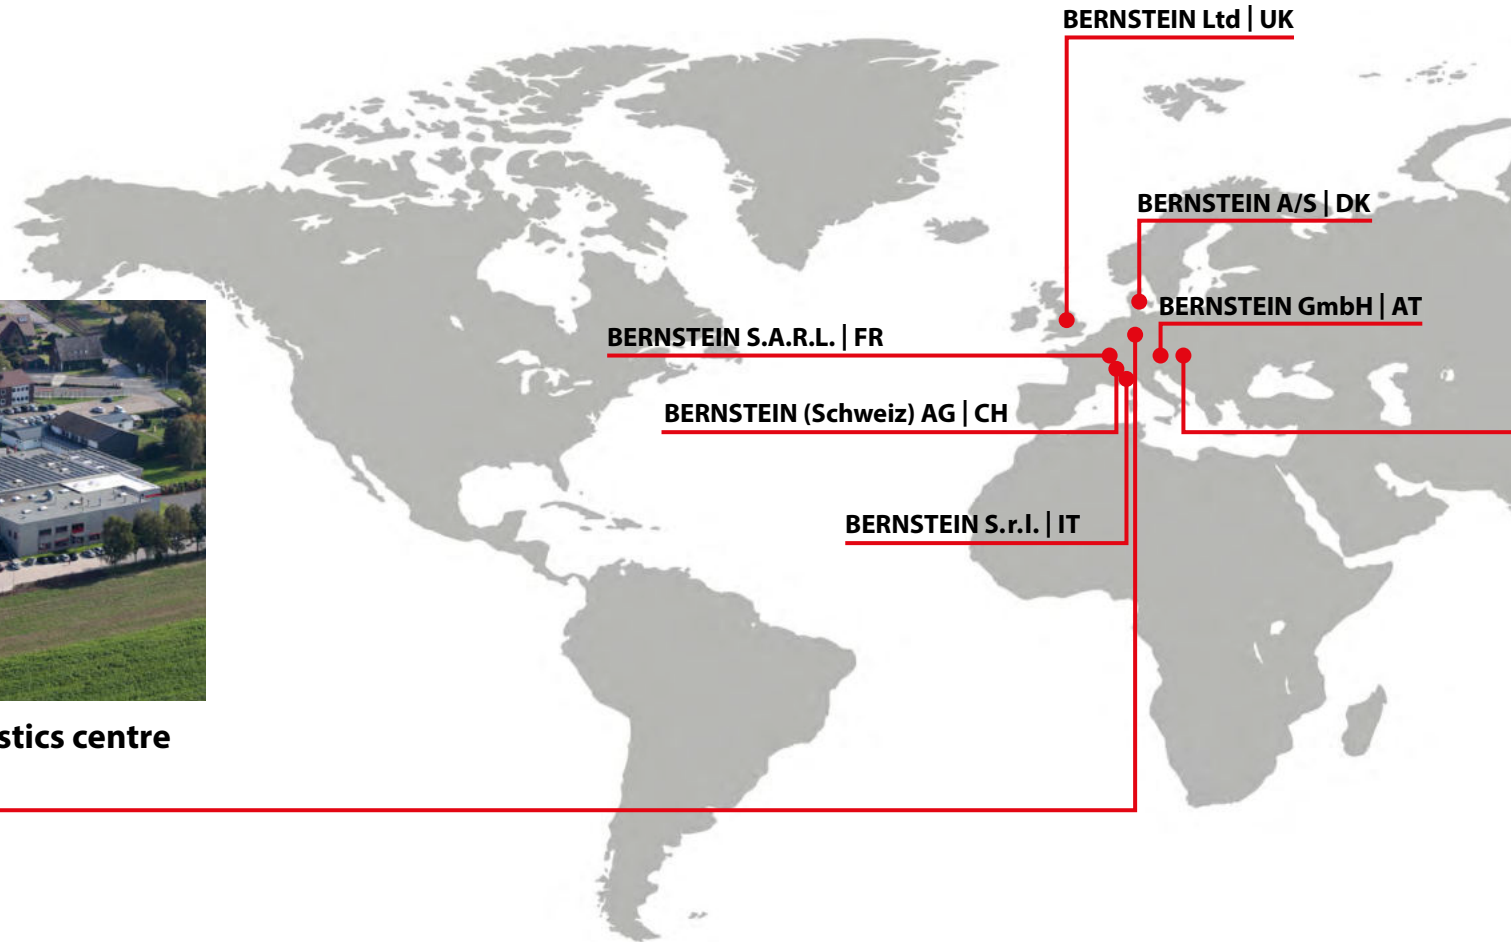 BERNSTEIN Ltd | UK
BERNSTEIN A/S | DK
BERNSTEIN GmbH | AT
BERNSTEIN S.A.R.L. | FR
BERNSTEIN (Schweiz) AG | CH
BERNSTEIN S.r.l. | IT
stics centre